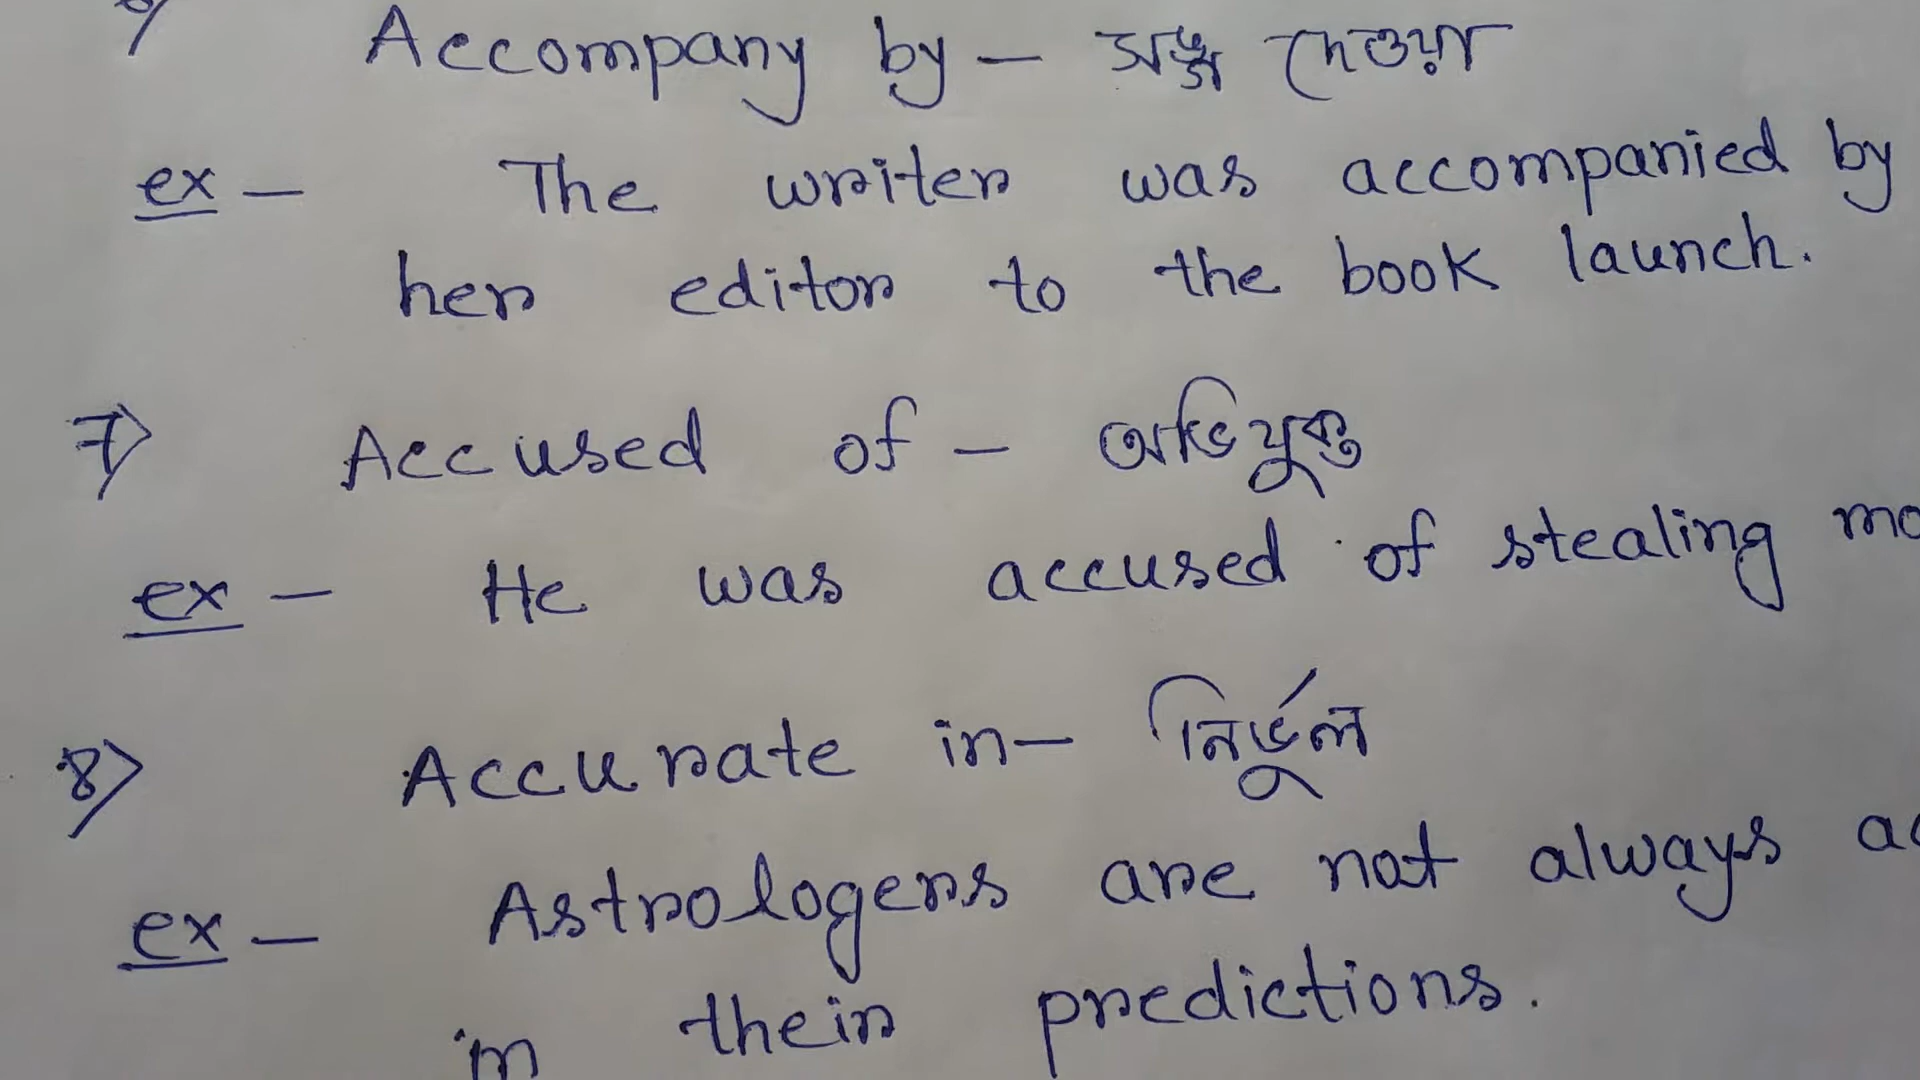 Accompany by – সঙ্গ দেওয়া
ex – The writer was accompanied by
her editor to the book launch.
7) Accused of – অভিযুক্ত
ex – He was accused of stealing
8) Accurate in – নির্ভুল
ex – Astrologers are not always
in their predictions.